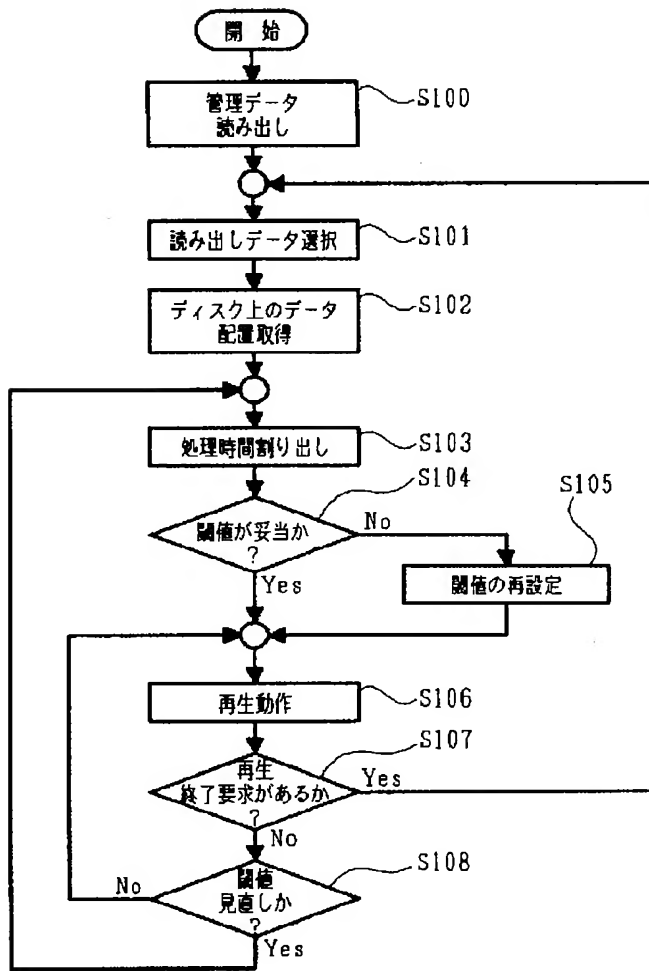 開 始
管理データ
読み出し
S100
読み出しデータ選択
S101
ディスク上のデータ
配置取得
S102
処理時間割り出し
S103
S104
閾値が妥当か
?
No
Yes
S105
閾値の再設定
再生動作
S106
S107
再生
終了要求があるか
?
Yes
No
S108
閾値
見直しか
?
No
Yes